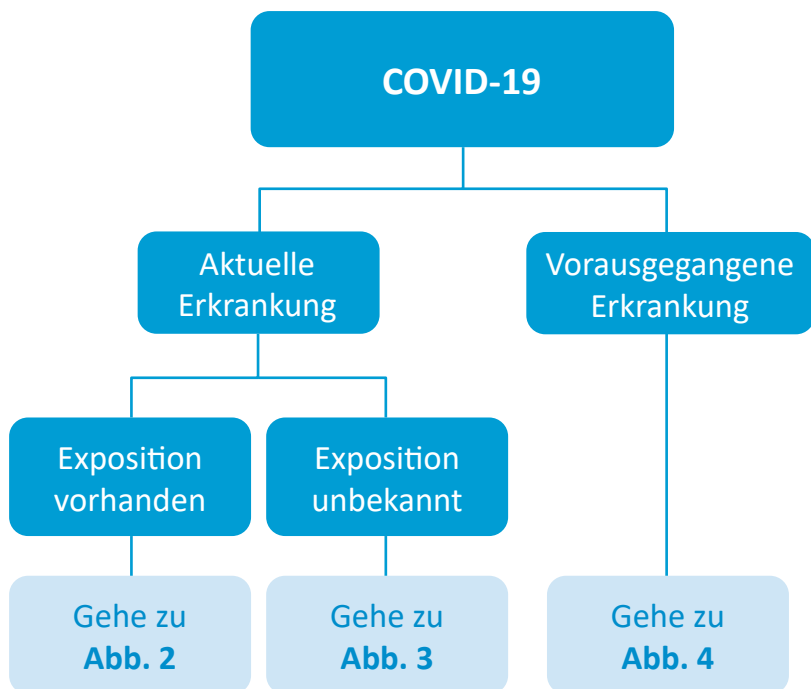 COVID-19
Aktuelle
Erkrankung
Vorausgegangene
Erkrankung
Exposition
vorhanden
Exposition
unbekannt
Gehe zu
Abb. 2
Gehe zu
Abb. 3
Gehe zu
Abb. 4